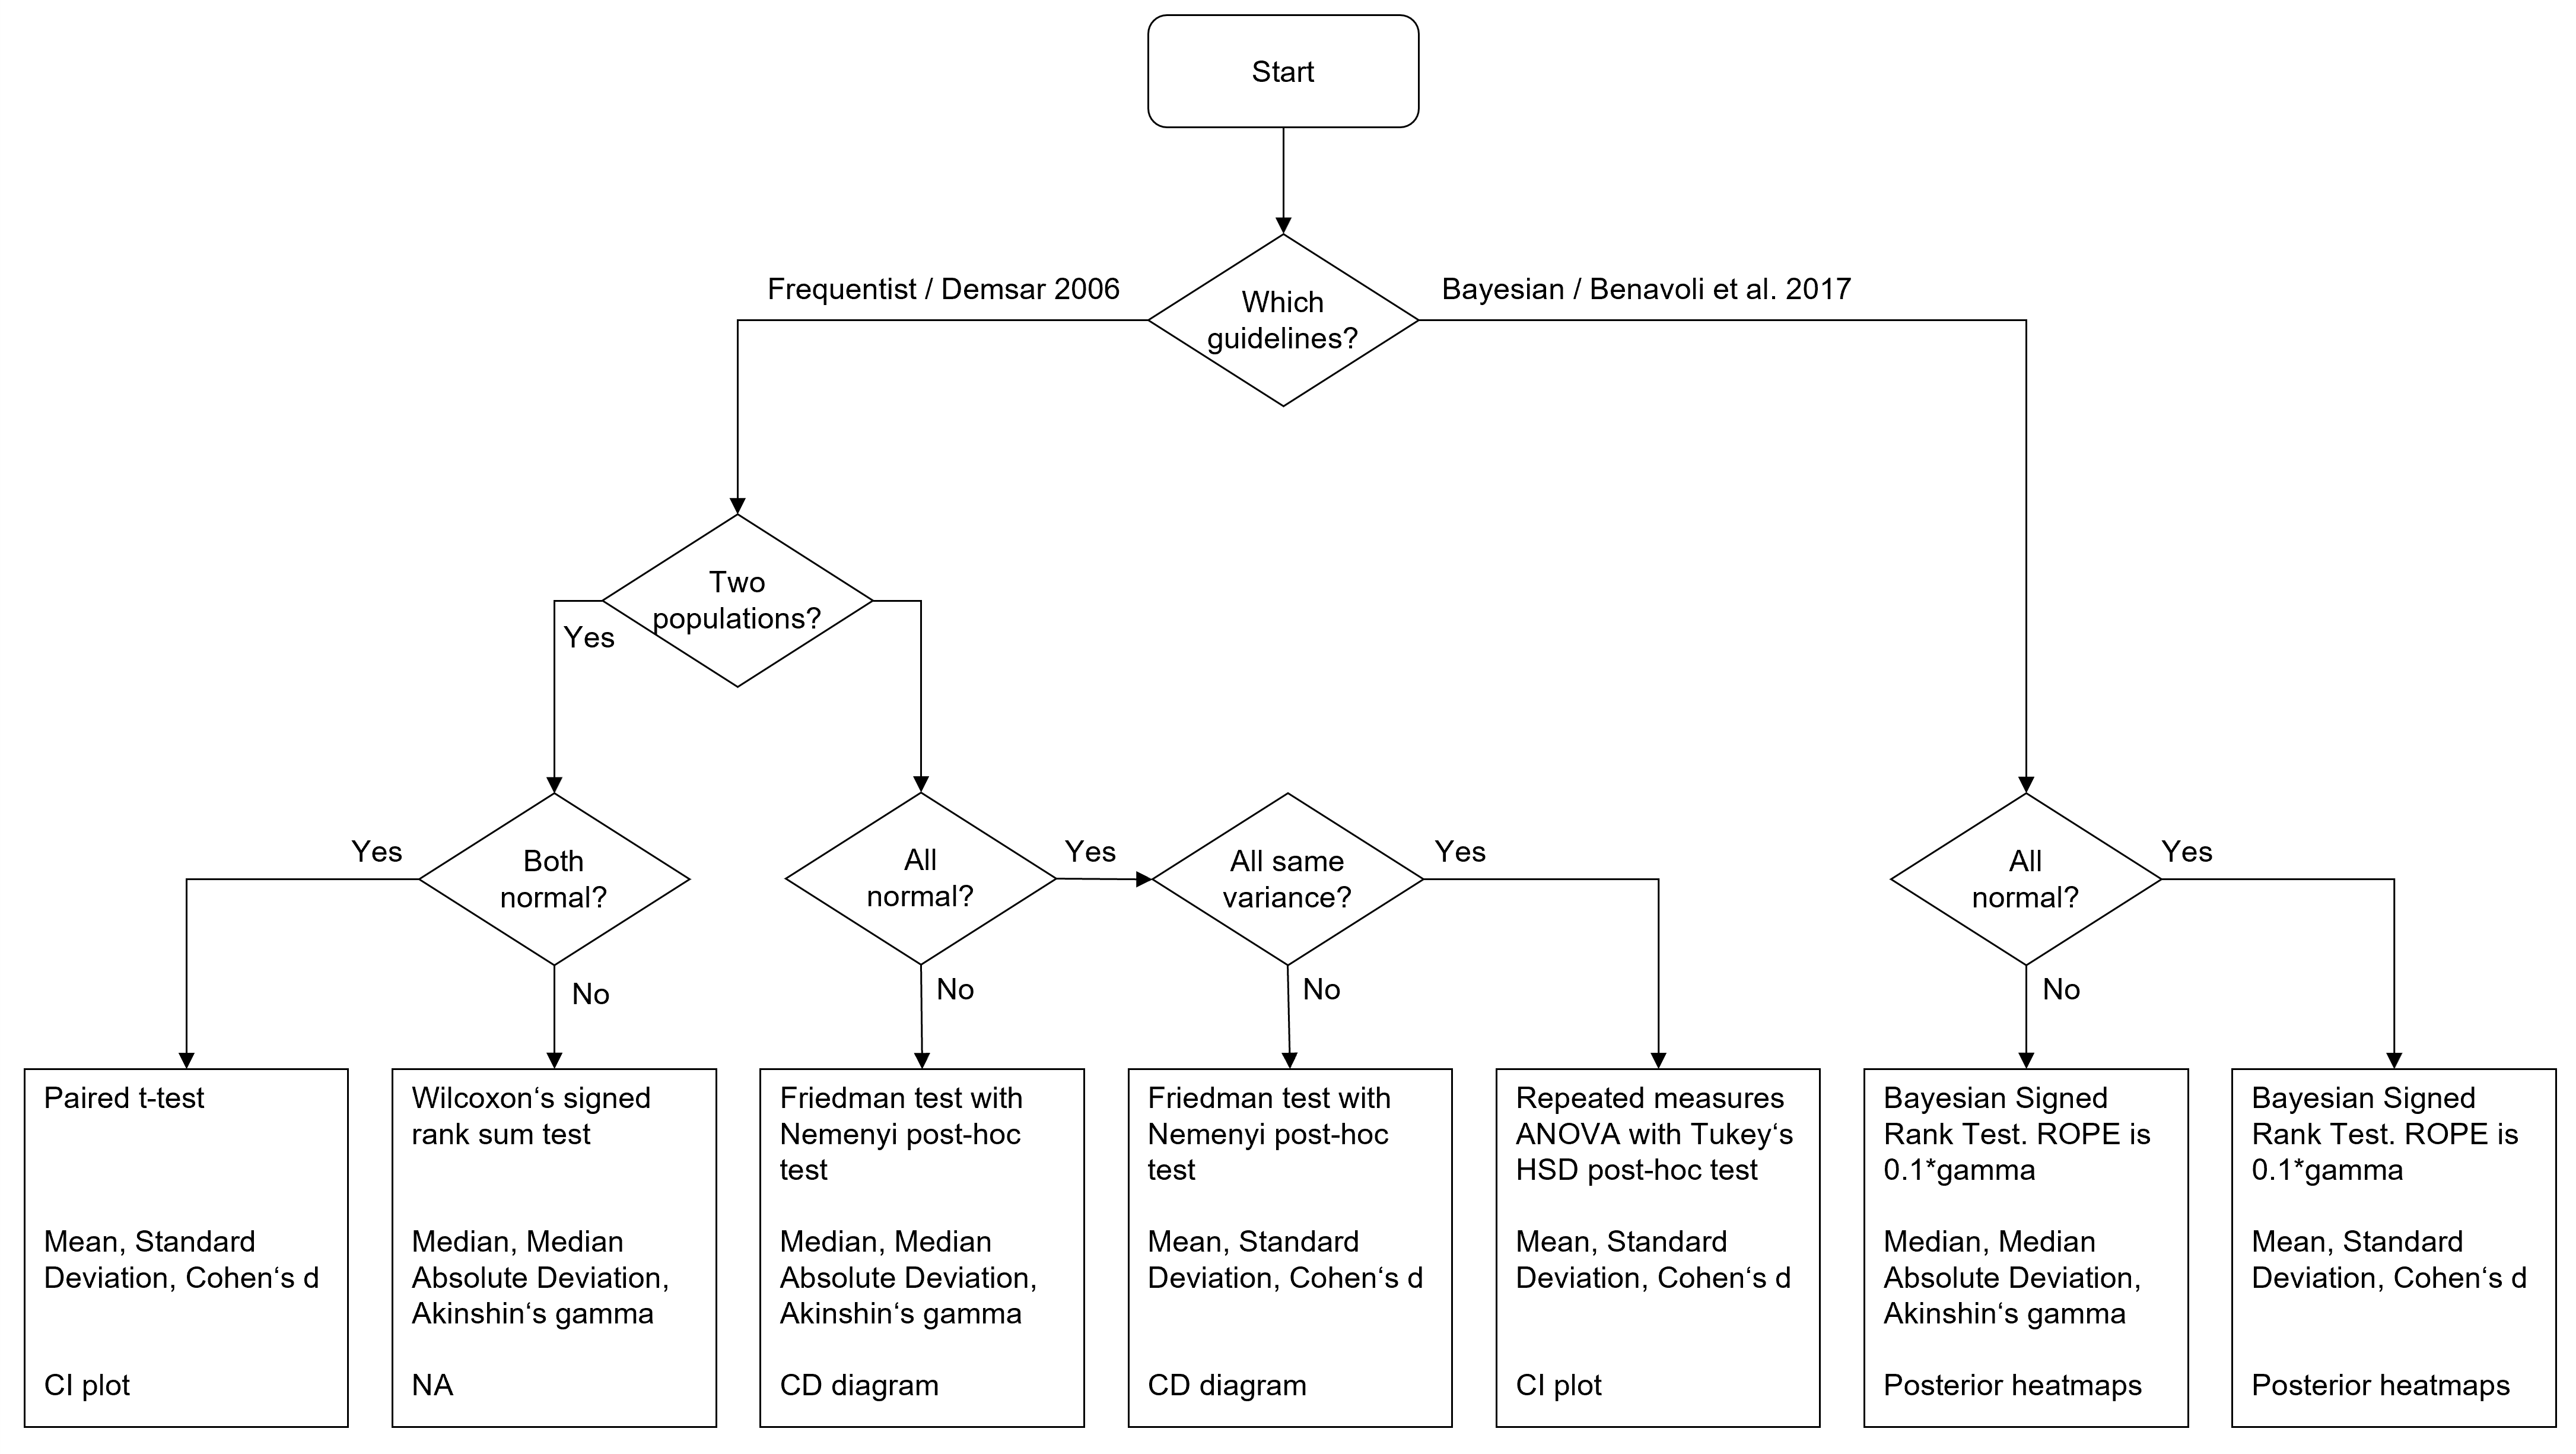 Start
Frequentist / Demsar 2006
Bayesian / Benavoli et al. 2017
Which
guidelines?
Two
populations?
Yes
Yes
Both
normal?
No
All
normal?
Yes
No
All same
variance?
Yes
No
All
normal?
Yes
No
Paired t-test
Mean, Standard
Deviation, Cohen‘s d
CI plot
Wilcoxon‘s signed
rank sum test
Median, Median
Absolute Deviation,
Akinshin‘s gamma
NA
Friedman test with
Nemenyi post-hoc
test
Median, Median
Absolute Deviation,
Akinshin‘s gamma
CD diagram
Friedman test with
Nemenyi post-hoc
test
Mean, Standard
Deviation, Cohen‘s d
CD diagram
Repeated measures
ANOVA with Tukey‘s
HSD post-hoc test
Mean, Standard
Deviation, Cohen‘s d
CI plot
Bayesian Signed
Rank Test. ROPE is
0.1*gamma
Median, Median
Absolute Deviation,
Akinshin‘s gamma
Posterior heatmaps
Bayesian Signed
Rank Test. ROPE is
0.1*gamma
Mean, Standard
Deviation, Cohen‘s d
Posterior heatmaps